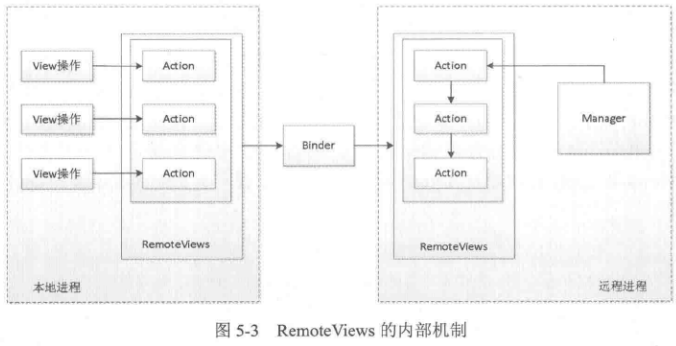 View操作
Action
View操作
Action
View操作
Action
RemoteViews
本地进程
Binder
Action
Action
Action
RemoteViews
Manager
远程进程
图 5-3 RemoteViews 的内部机制